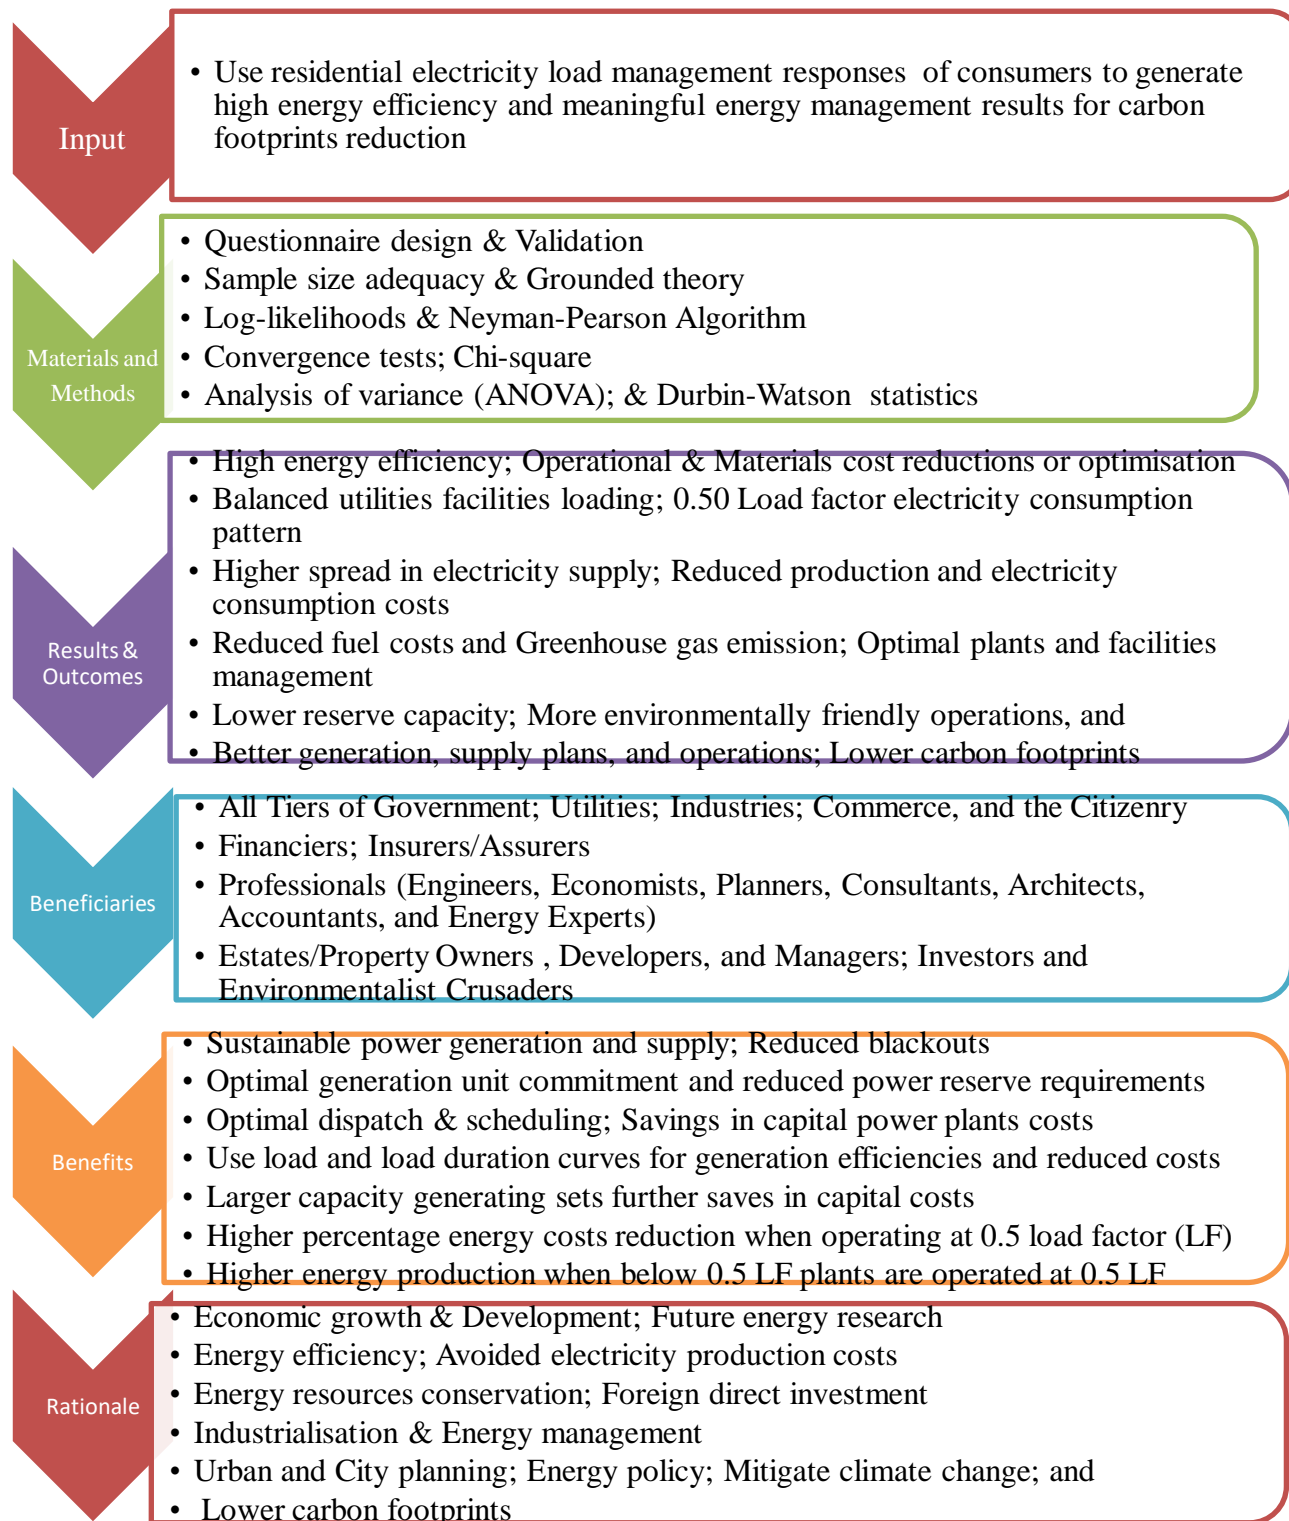 Input
• Use residential electricity load management responses of consumers to generate
high energy efficiency and meaningful energy management results for carbon
footprints reduction
Materials and
Methods
• Questionnaire design & Validation
• Sample size adequacy & Grounded theory
• Log-likelihoods & Neyman-Pearson Algorithm
• Convergence tests; Chi-square
• Analysis of variance (ANOVA); & Durbin-Watson statistics
Results &
Outcomes
• High energy efficiency; Operational & Materials cost reductions or optimisation
• Balanced utilities facilities loading; 0.50 Load factor electricity consumption
pattern
• Higher spread in electricity supply; Reduced production and electricity
consumption costs
• Reduced fuel costs and Greenhouse gas emission; Optimal plants and facilities
management
• Lower reserve capacity; More environmentally friendly operations, and
• Better generation, supply plans, and operations; Lower carbon footprints
Beneficiaries
• All Tiers of Government; Utilities; Industries; Commerce, and the Citizenry
• Financiers; Insurers/Assurers
• Professionals (Engineers, Economists, Planners, Consultants, Architects,
Accountants, and Energy Experts)
• Estates/Property Owners , Developers, and Managers; Investors and
Environmentalist Crusaders
Benefits
• Sustainable power generation and supply; Reduced blackouts
• Optimal generation unit commitment and reduced power reserve requirements
• Optimal dispatch & scheduling; Savings in capital power plants costs
• Use load and load duration curves for generation efficiencies and reduced costs
• Larger capacity generating sets further saves in capital costs
• Higher percentage energy costs reduction when operating at 0.5 load factor (LF)
• Higher energy production when below 0.5 LF plants are operated at 0.5 LF
Rationale
• Economic growth & Development; Future energy research
• Energy efficiency; Avoided electricity production costs
• Energy resources conservation; Foreign direct investment
• Industrialisation & Energy management
• Urban and City planning; Energy policy; Mitigate climate change; and
• Lower carbon footprints